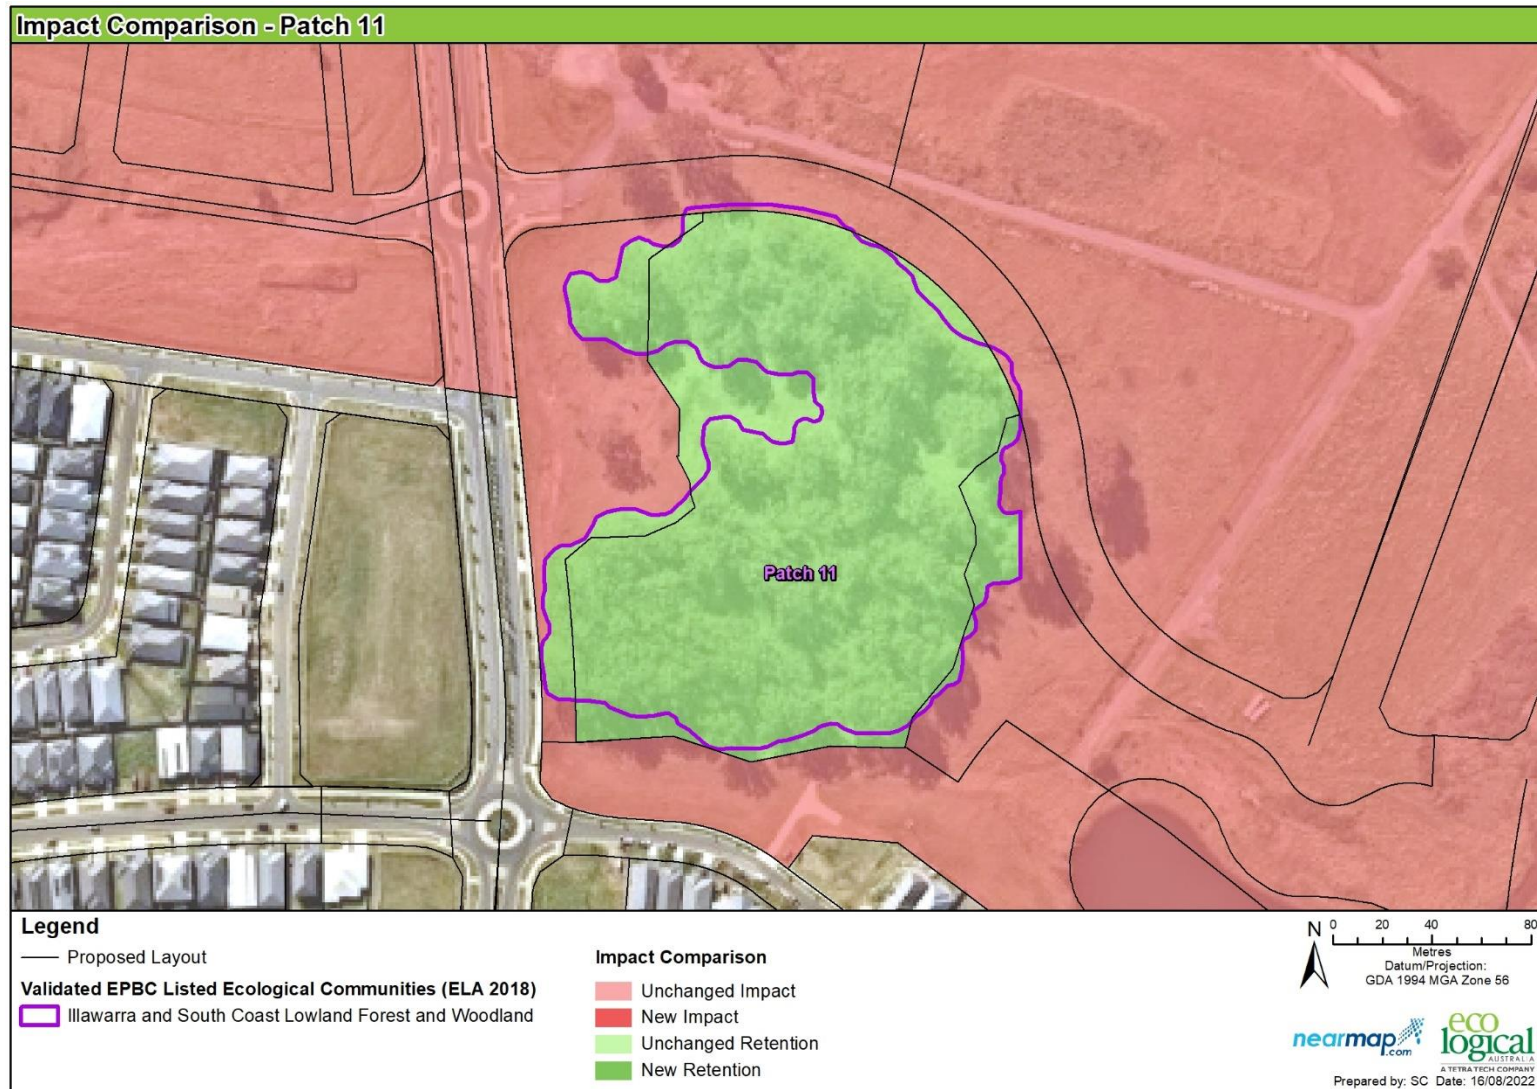 Impact Comparison - Patch 11
Patch 11
Legend
Proposed Layout
Validated EPBC Listed Ecological Communities (ELA 2018)
Illawarra and South Coast Lowland Forest and Woodland
Impact Comparison
Unchanged Impact
New Impact
Unchanged Retention
New Retention
N 0 20 40 80
Metres
Datum/Projection:
GDA 1994 MGA Zone 56
nearmap
.com
eco
logical
AUSTRALIA
A TETRA TECH COMPANY
Prepared by: SC Date: 16/08/2022